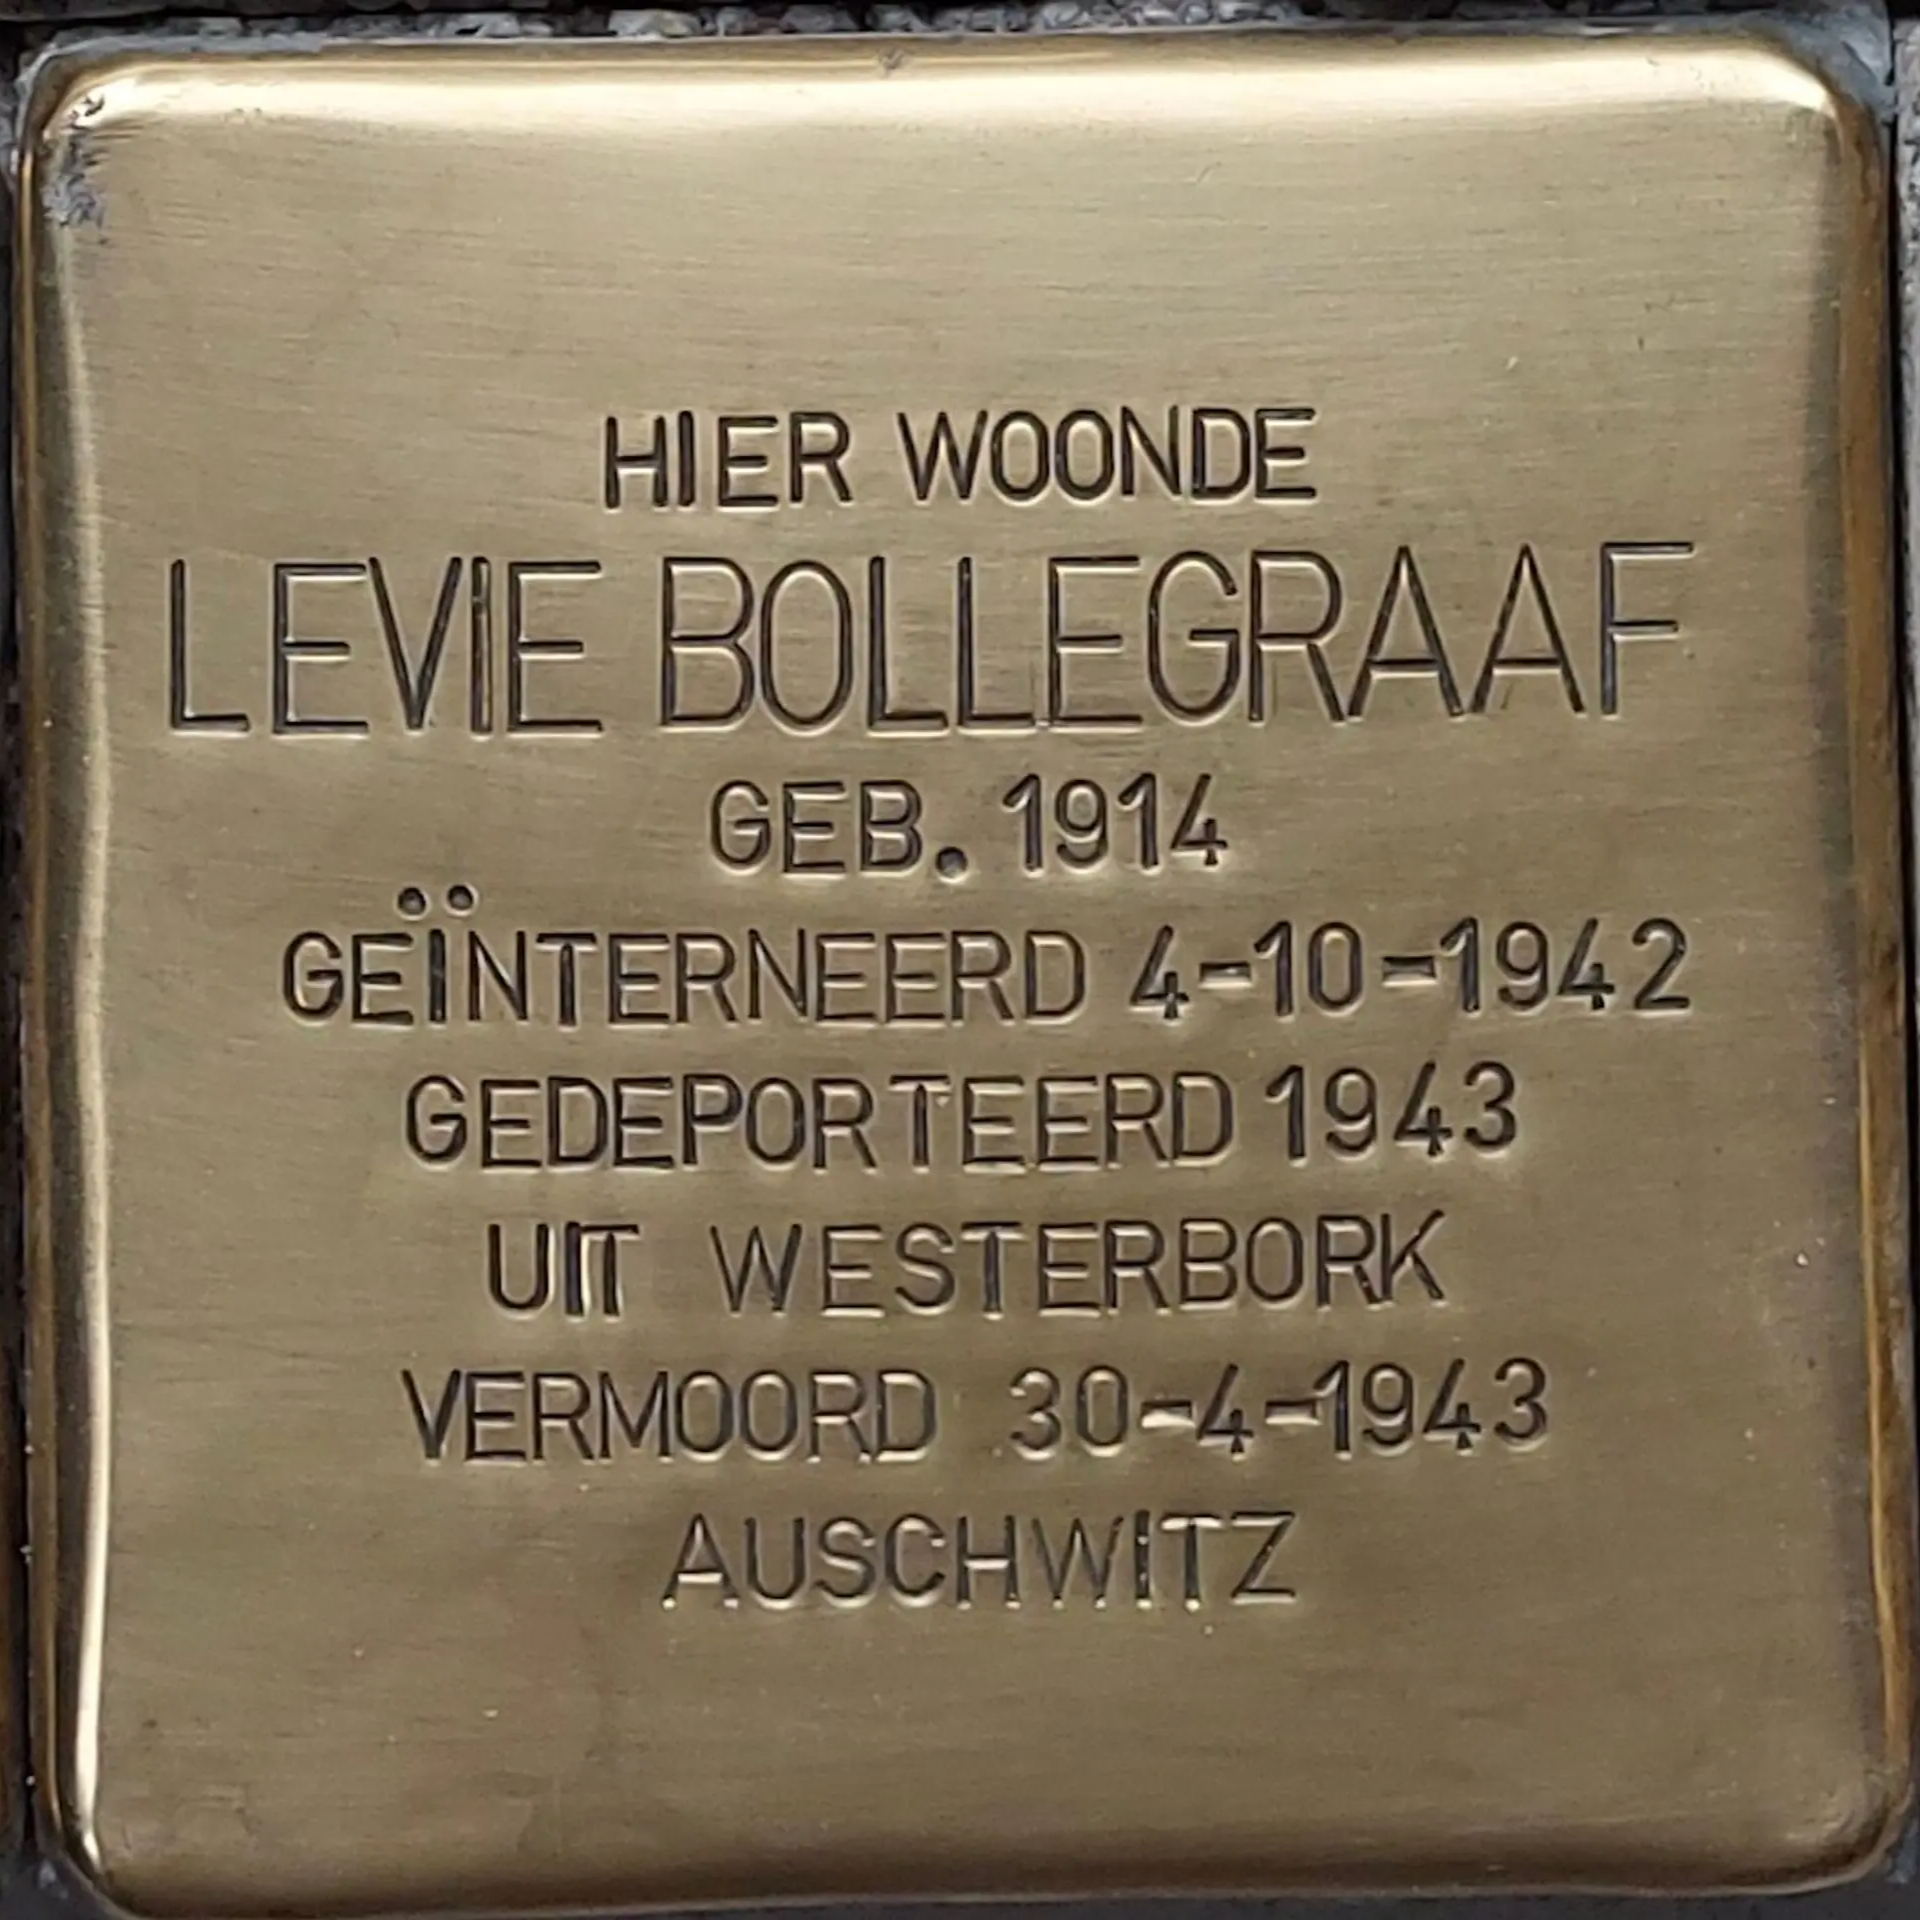 HIER WOONDE
LEVIE BOLLEGRAAF
GEB. 1914
GEÏNTERNEERD 4-10-1942
GEDEPORTEERD 1943
UIT WESTERBORK
VERMOORD 30-4-1943
AUSCHWITZ